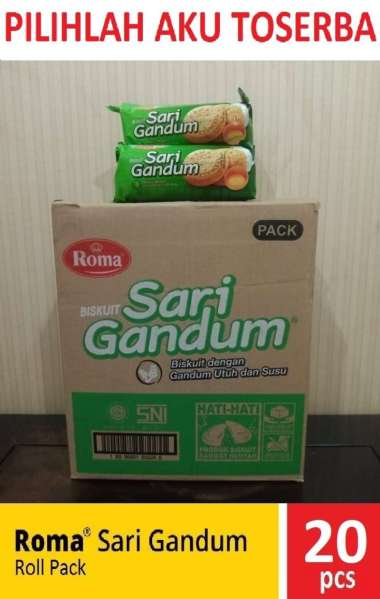 PILIHLAH AKU TOSERBA
Sari
Gandum
Sari
Gandum
PACK
Roma
BISKUIT
Sari
Gandum®
Biskuit dengan
Gandum Utuh dan Susu
SNI
HATI-HATI
Roma® Sari Gandum
Roll Pack
20
pcs